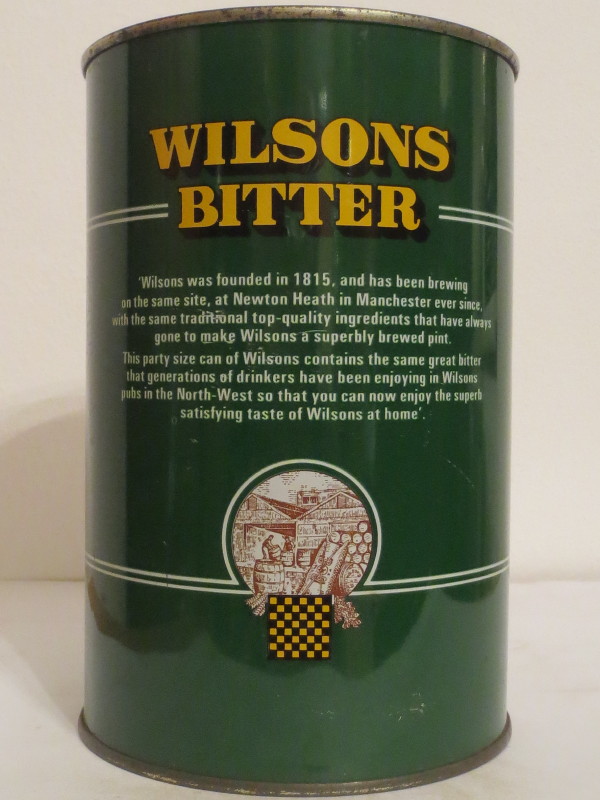 WILSONS
BITTER
'Wilsons was founded in 1815, and has been brewing
on the same site, at Newton Heath in Manchester ever since,
with the same traditional top-quality ingredients that have always
gone to make Wilsons a superbly brewed pint.
This party size can of Wilsons contains the same great bitter
that generations of drinkers have been enjoying in Wilsons
pubs in the North-West so that you can now enjoy the superb
satisfying taste of Wilsons at home'.